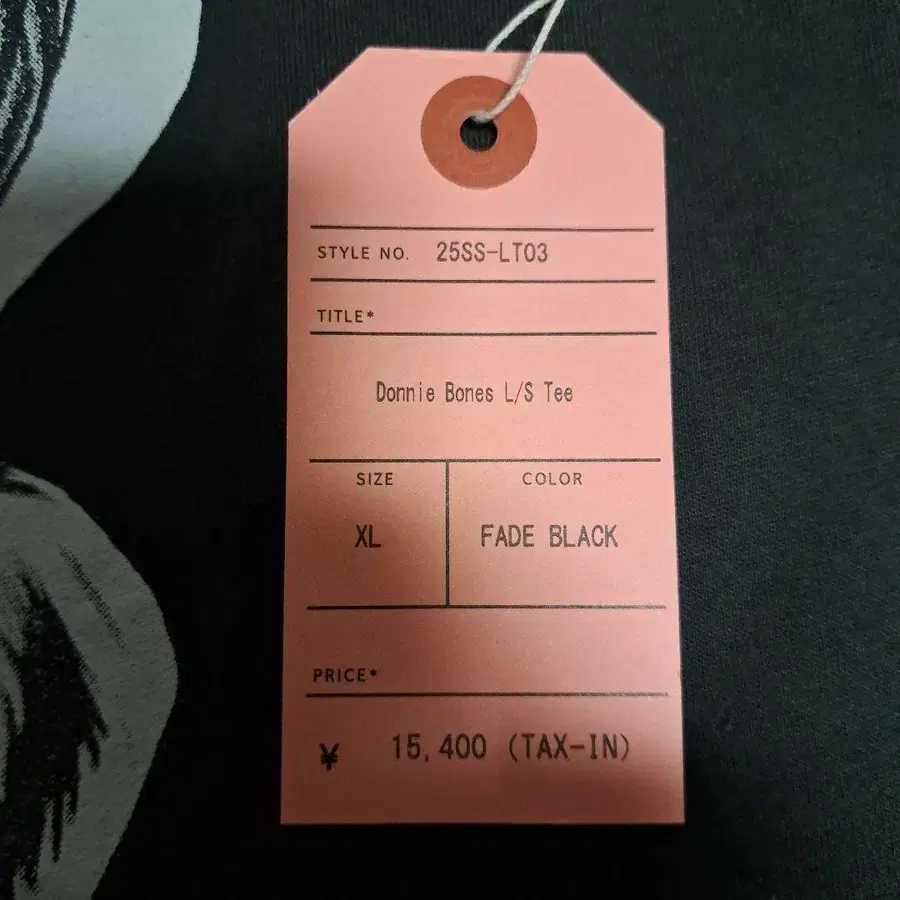 STYLE NO. 25SS-LT03
TITLE*
Donnie Bones L/S Tee
SIZE COLOR
XL FADE BLACK
PRICE*
¥ 15,400 (TAX-IN)